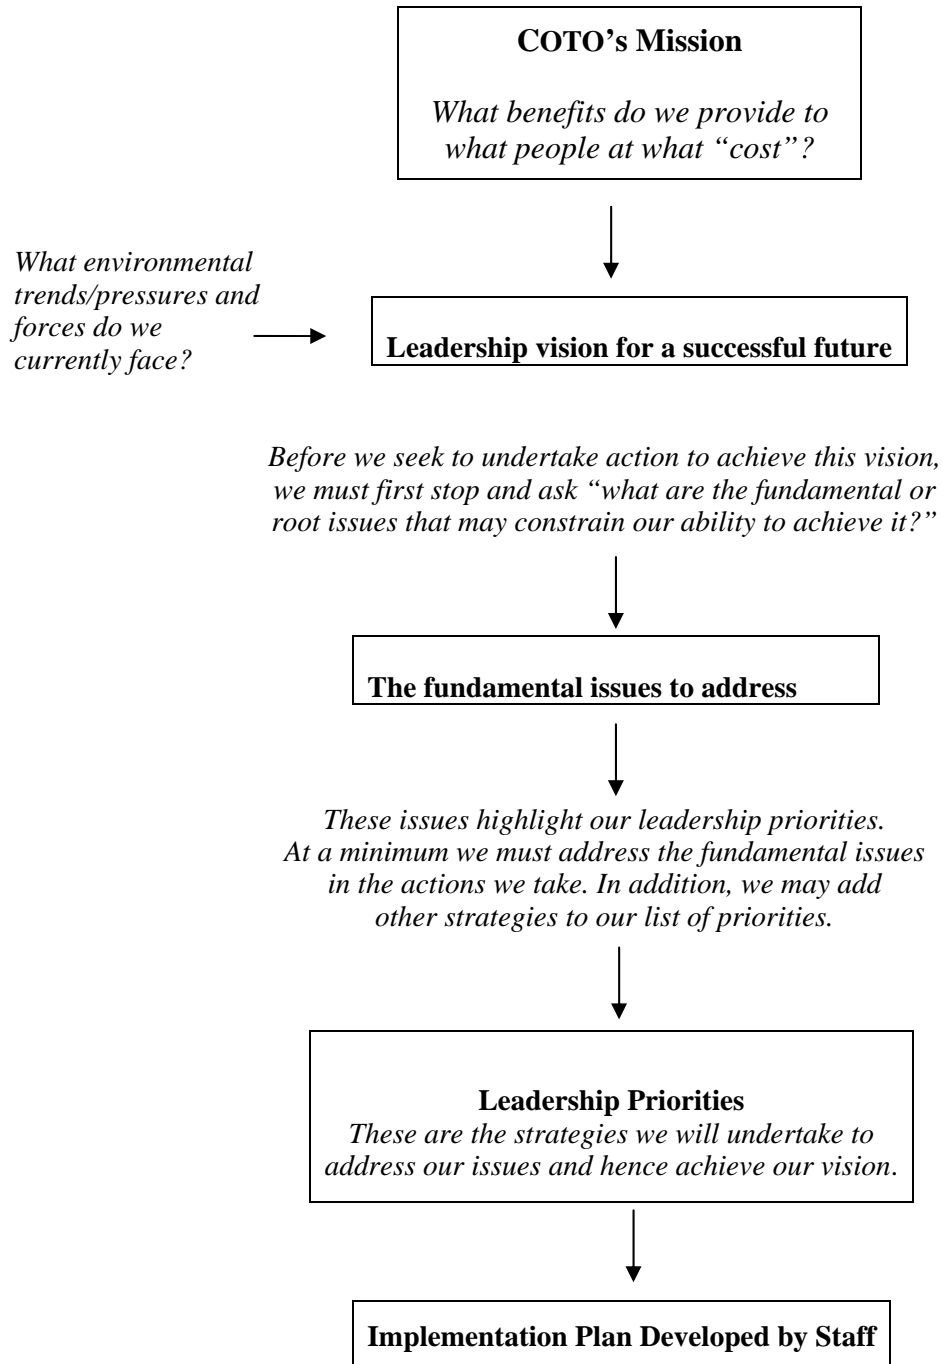 COTO's Mission
What benefits do we provide to
what people at what “cost”?
What environmental
trends/pressures and
forces do we
currently face?
Leadership vision for a successful future
Before we seek to undertake action to achieve this vision,
we must first stop and ask “what are the fundamental or
root issues that may constrain our ability to achieve it?”
The fundamental issues to address
These issues highlight our leadership priorities.
At a minimum we must address the fundamental issues
in the actions we take. In addition, we may add
other strategies to our list of priorities.
Leadership Priorities
These are the strategies we will undertake to
address our issues and hence achieve our vision.
Implementation Plan Developed by Staff